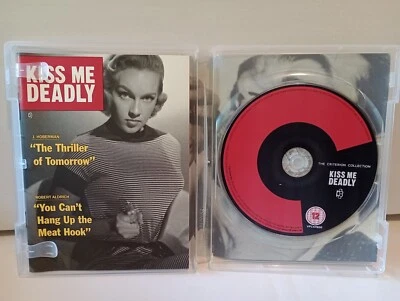 KISS ME
DEADLY
J. HOBERMAN
"The Thriller
of Tomorrow"
ROBERT ALDRICH
"You Can't
Hang Up the
Meat Hook"
THE CRITERION COLLECTION
KISS ME
DEADLY
12